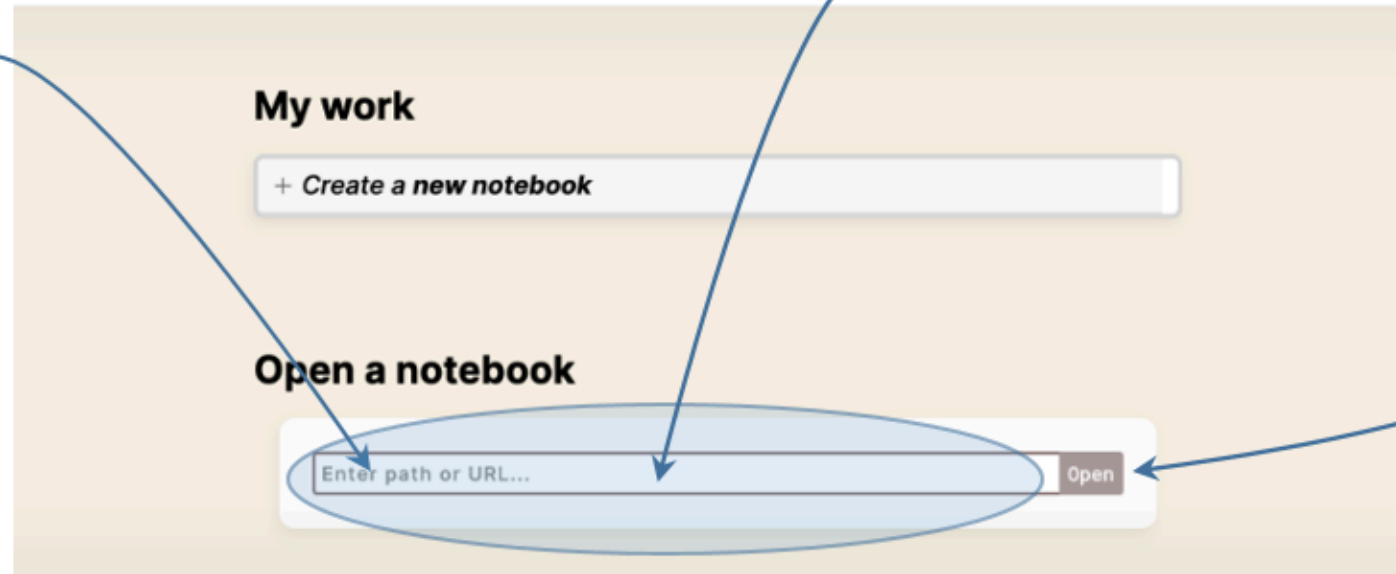 My work
+ Create a new notebook
Open a notebook
Enter path or URL...
Open